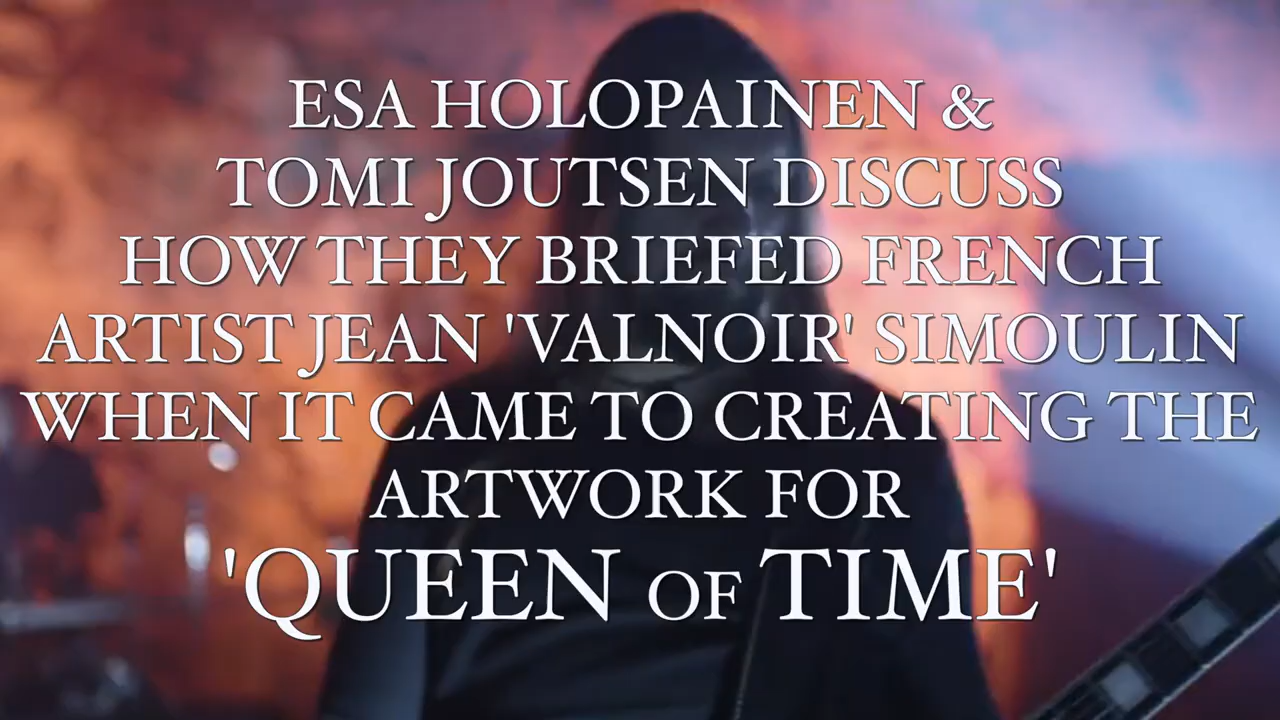 ESA HOLOPAINEN &
TOMI JOUTSEN DISCUSS
HOW THEY BRIEFED FRENCH
ARTIST JEAN 'VALNOIR' SIMOULIN
WHEN IT CAME TO CREATING THE
ARTWORK FOR
'QUEEN OF TIME'